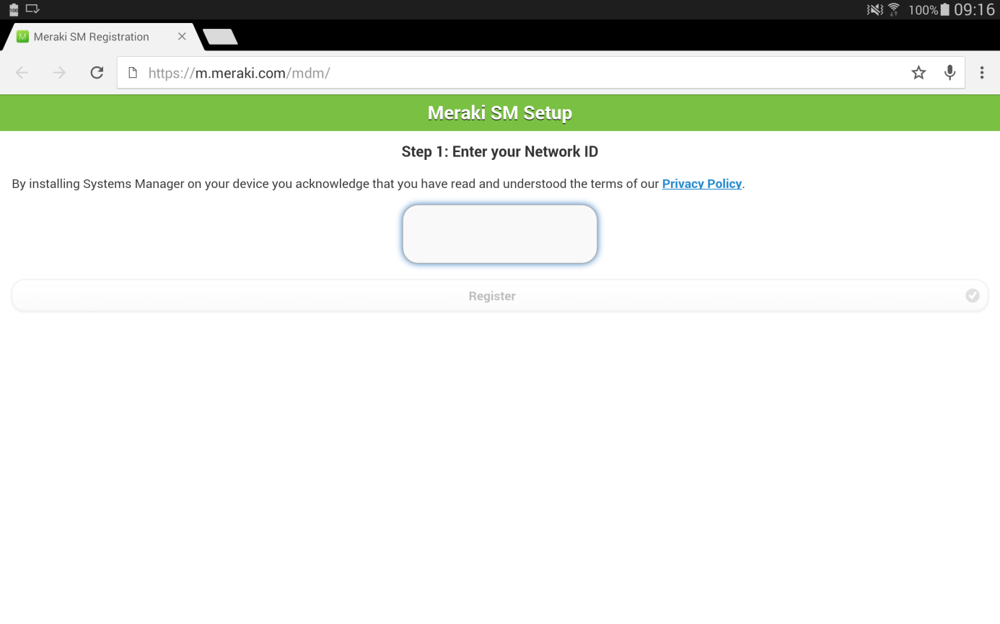 100
100% 09:16
M Meraki SM Registration
https://m.meraki.com/mdm/
Meraki SM Setup
Step 1: Enter your Network ID
By installing Systems Manager on your device you acknowledge that you have read and understood the terms of our Privacy Policy.
Register